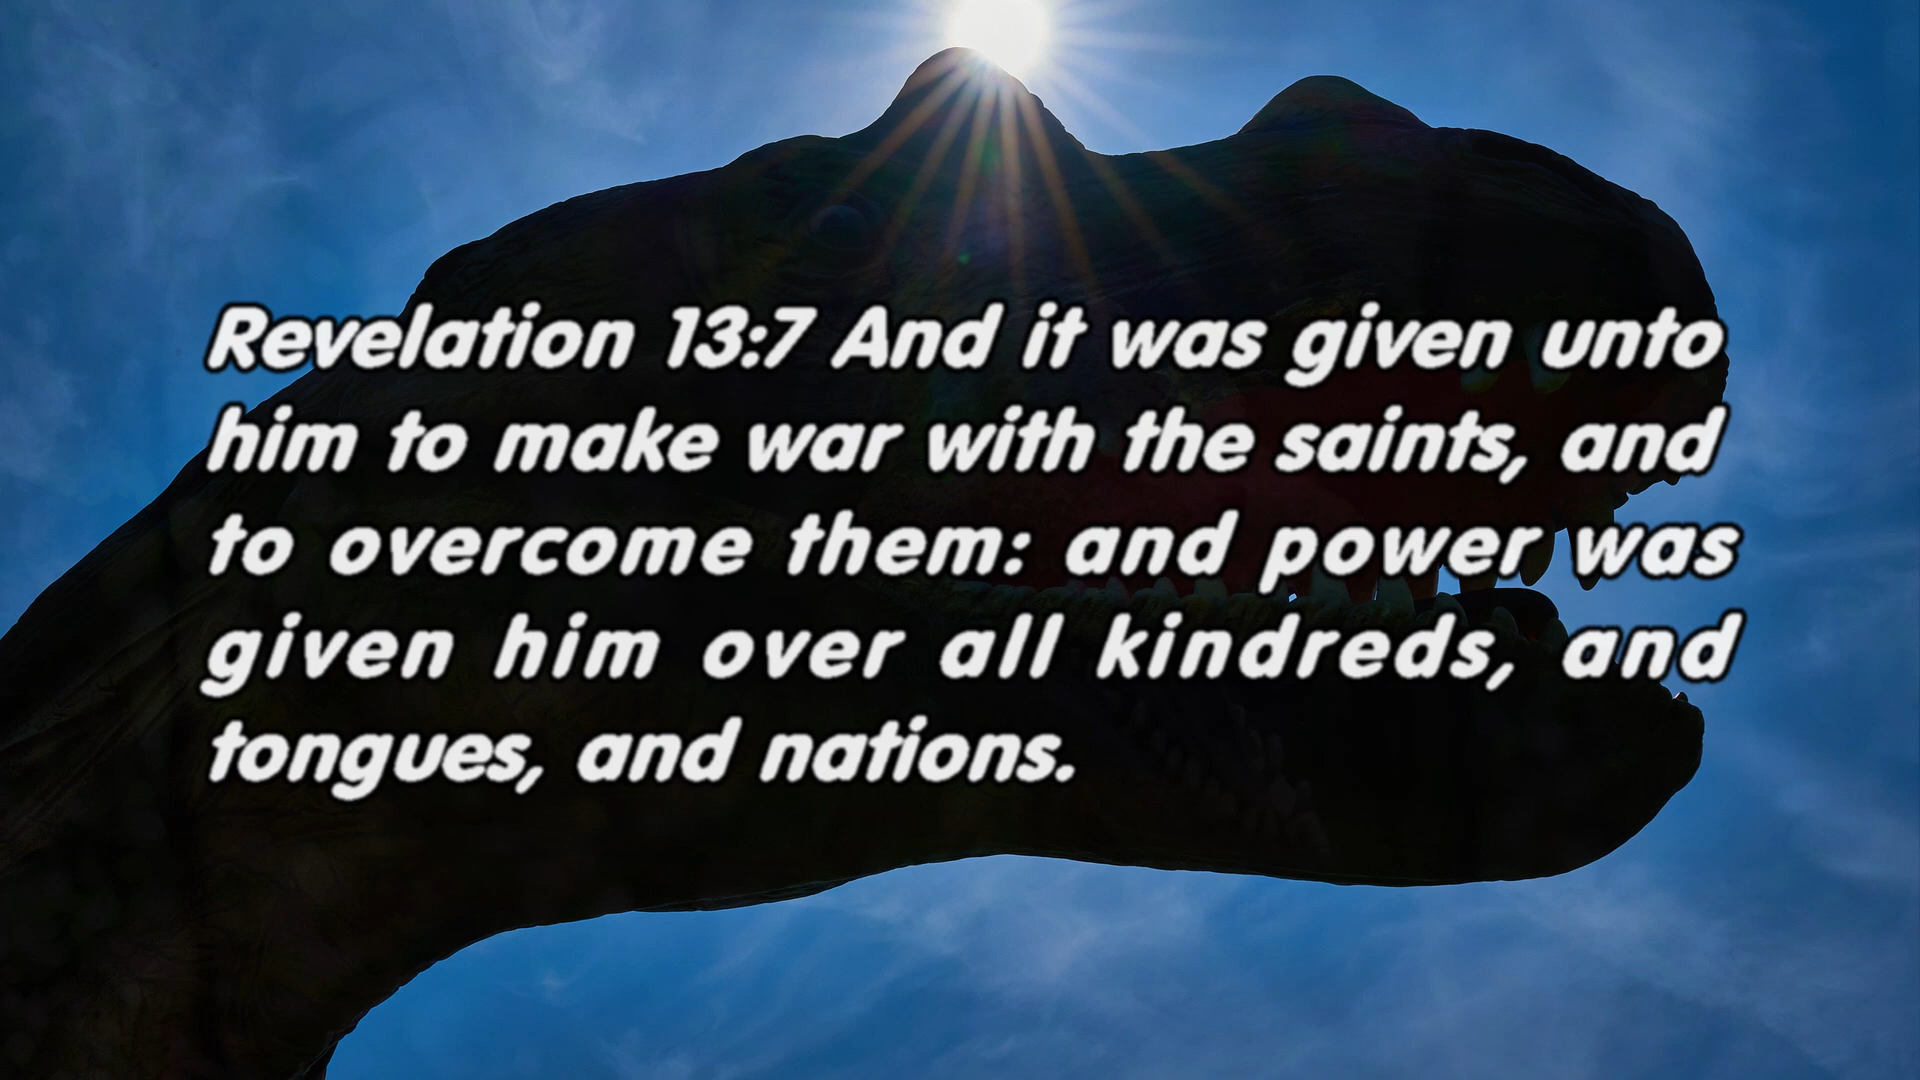 Revelation 13:7 And it was given unto
him to make war with the saints, and
to overcome them: and power was
given him over all kindreds, and
tongues, and nations.